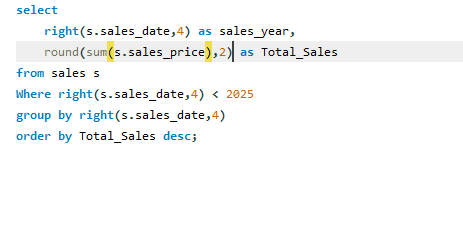 select
right(s.sales_date,4) as sales_year,
round(sum(s.sales_price),2) as Total_Sales
from sales s
Where right(s.sales_date,4) < 2025
group by right(s.sales_date,4)
order by Total_Sales desc;